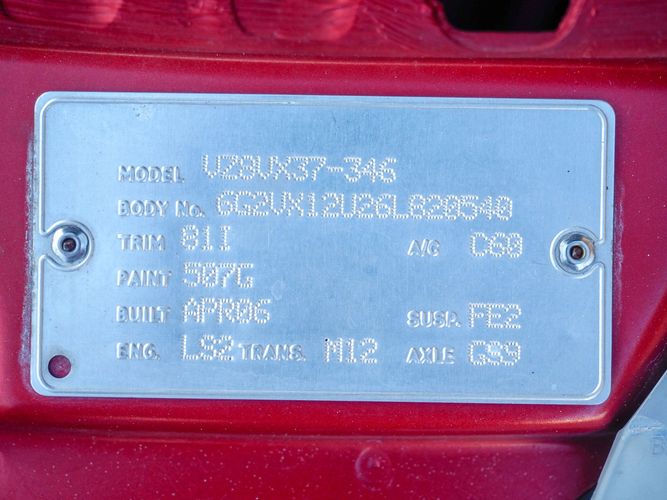 MODEL VZ8VX37-346
BODY No. 6G2VX12U26L820540
TRIM 81I A/C C60
PAINT 507G
BUILT APR06 SUSP. FE2
ENG. LS2 TRANS. M12 AXLE GS9